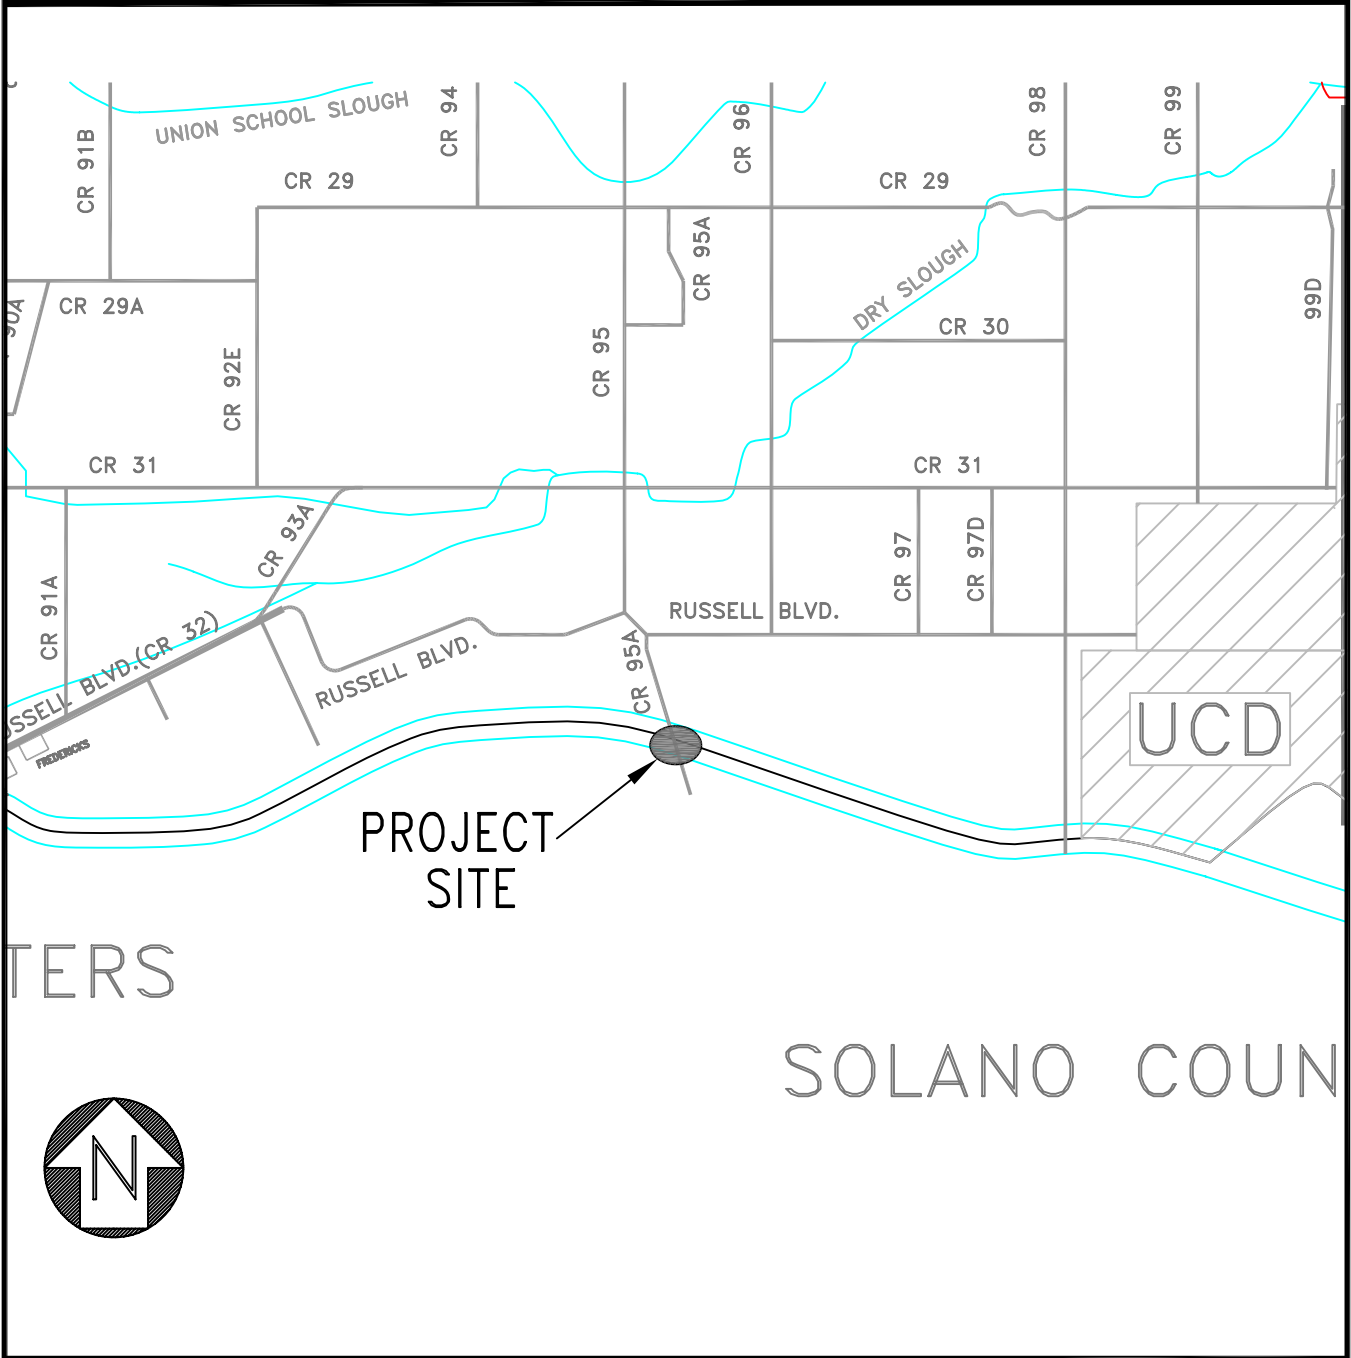 CR 91B
UNION SCHOOL SLOUGH
CR 94
CR 96
CR 98
CR 99
CR 29
CR 29
CR 95A
DRY SLOUGH
CR 29A
CR 30
99D
CR 92E
CR 95
CR 31
CR 31
CR 93A
CR 97
CR 97D
CR 91A
RUSSELL BLVD.
USSELL BLVD.(CR 32)
RUSSELL BLVD.
CR 95A
UCD
FREDERICKS
PROJECT
SITE
TERS
SOLANO COUN
N